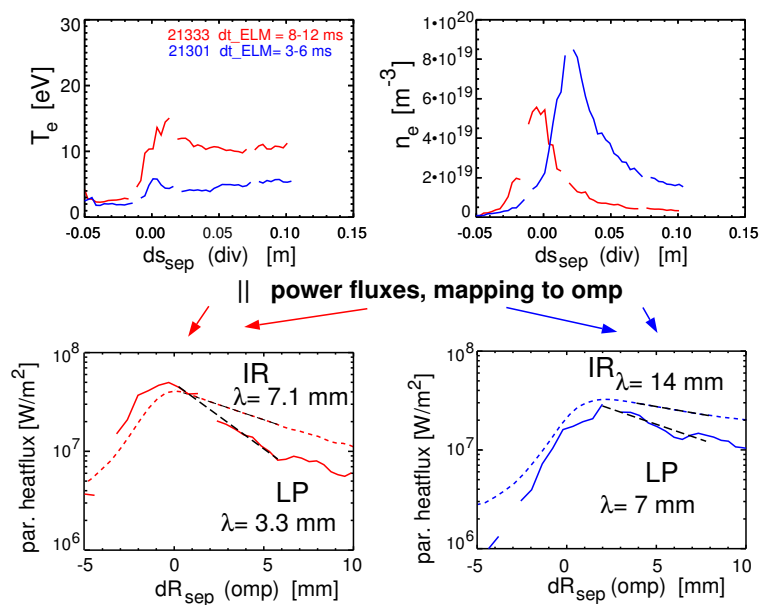 21333 dt_ELM = 8-12 ms
21301 dt_ELM= 3-6 ms
T_e [eV]
30
20
10
0
-0.05 0.00 0.05 0.10 0.15
ds_sep (div) [m]
n_e [m^-3]
1•10^20
8•10^19
6•10^19
4•10^19
2•10^19
0
-0.05 0.00 0.05 0.10 0.15
ds_sep (div) [m]
|| power fluxes, mapping to omp
par. heatflux [W/m^2]
10^8
10^7
10^6
IR
λ= 7.1 mm
LP
λ= 3.3 mm
-5 0 5 10
dR_sep (omp) [mm]
par. heatflux [W/m^2]
10^8
10^7
10^6
IR
λ= 14 mm
LP
λ= 7 mm
-5 0 5 10
dR_sep (omp) [mm]